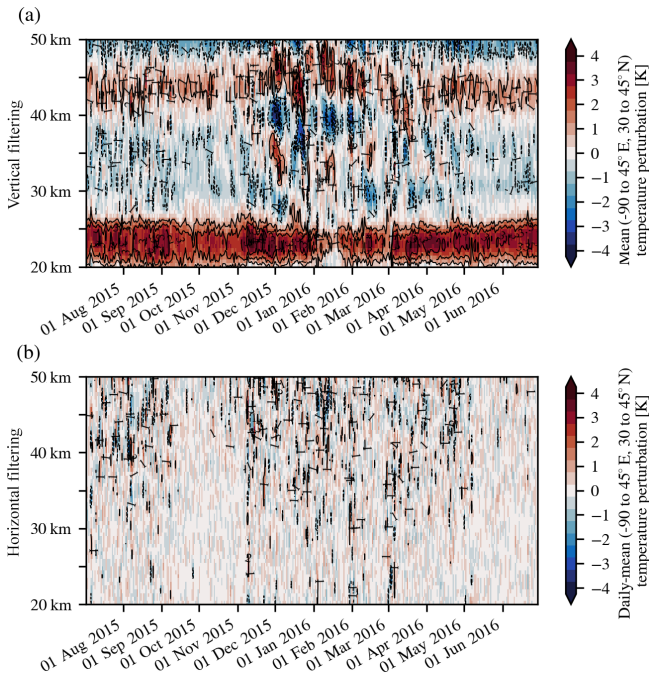 (a)
50 km
40 km
30 km
20 km
Vertical filtering
01 Aug 2015
01 Sep 2015
01 Oct 2015
01 Nov 2015
01 Dec 2015
01 Jan 2016
01 Feb 2016
01 Mar 2016
01 Apr 2016
01 May 2016
01 Jun 2016
4
3
2
1
0
−1
−2
−3
−4
Mean (-90 to 45° E, 30 to 45° N)
temperature perturbation [K]
(b)
50 km
40 km
30 km
20 km
Horizontal filtering
01 Aug 2015
01 Sep 2015
01 Oct 2015
01 Nov 2015
01 Dec 2015
01 Jan 2016
01 Feb 2016
01 Mar 2016
01 Apr 2016
01 May 2016
01 Jun 2016
4
3
2
1
0
−1
−2
−3
−4
Daily-mean (-90 to 45° E, 30 to 45° N)
temperature perturbation [K]